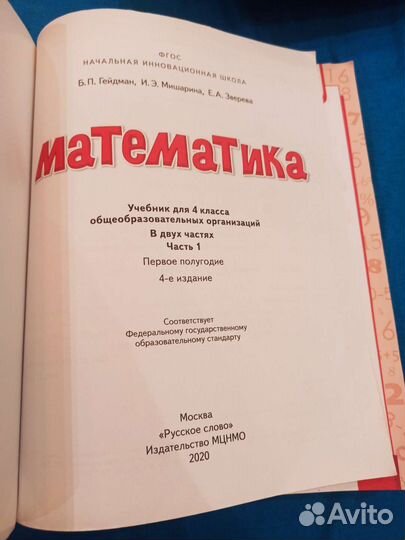 ФГОС
НАЧАЛЬНАЯ ИННОВАЦИОННАЯ ШКОЛА
Б. П. Гейдман, И. Э. Мишарина, Е. А. Зверева
Математика
Учебник для 4 класса
общеобразовательных организаций
В двух частях
Часть 1
Первое полугодие
4-е издание
Соответствует
Федеральному государственному
образовательному стандарту
Москва
«Русское слово»
Издательство МЦНМО
2020
Avito